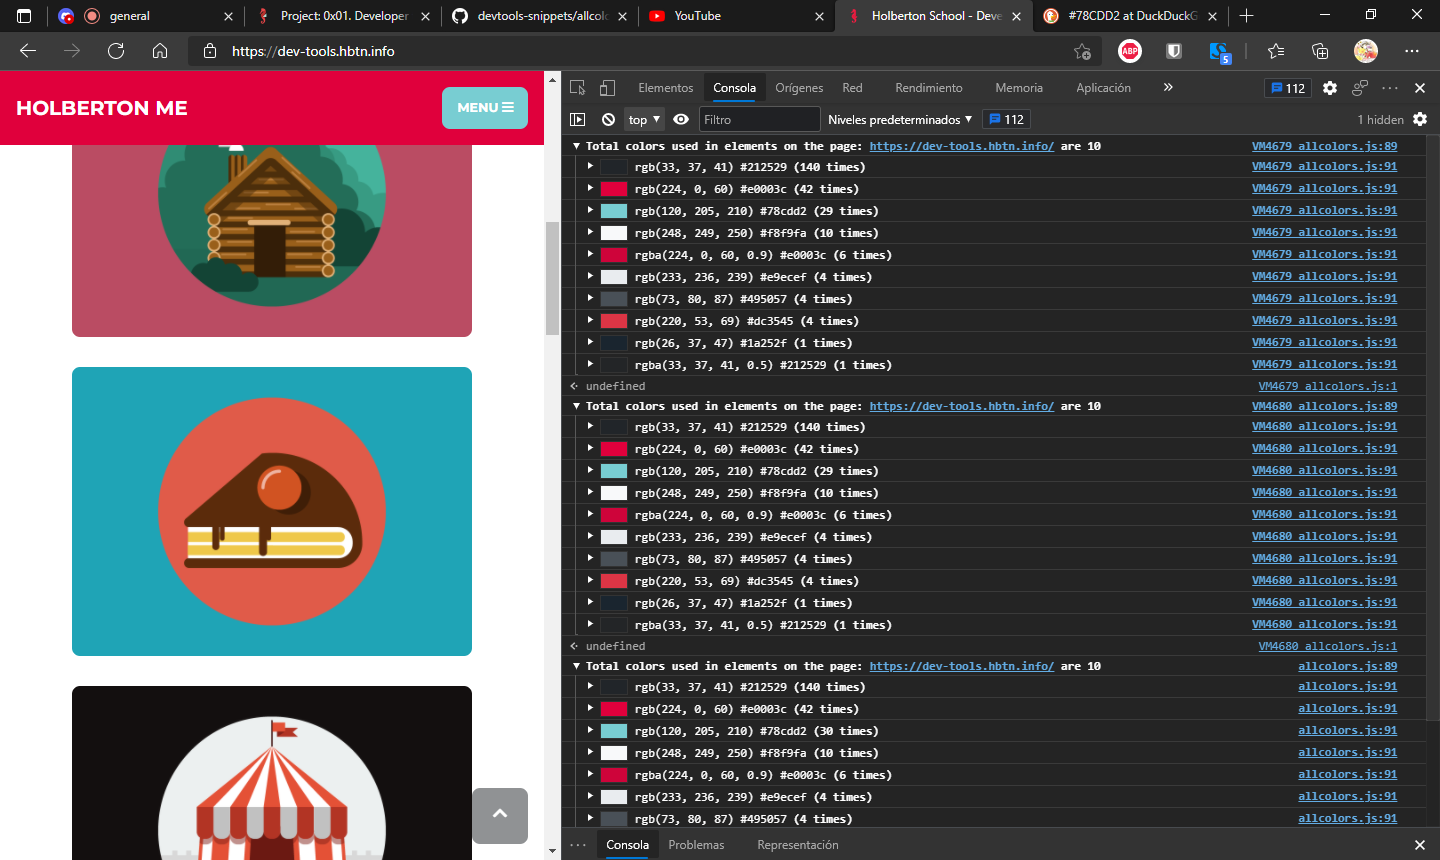 general
Project: 0x01. Developer
devtools-snippets/allcolo
YouTube
Holberton School - Deve
#78CDD2 at DuckDuckG
https://dev-tools.hbtn.info
ABP
5
HOLBERTON ME
MENU
Elementos
Consola
Orígenes
Red
Rendimiento
Memoria
Aplicación
112
top
Filtro
Niveles predeterminados
112
1 hidden
Total colors used in elements on the page: https://dev-tools.hbtn.info/ are 10 VM4679 allcolors.js:89
rgb(33, 37, 41) #212529 (140 times) VM4679 allcolors.js:91
rgb(224, 0, 60) #e0003c (42 times) VM4679 allcolors.js:91
rgb(120, 205, 210) #78cdd2 (29 times) VM4679 allcolors.js:91
rgb(248, 249, 250) #f8f9fa (10 times) VM4679 allcolors.js:91
rgba(224, 0, 60, 0.9) #e0003c (6 times) VM4679 allcolors.js:91
rgb(233, 236, 239) #e9ecef (4 times) VM4679 allcolors.js:91
rgb(73, 80, 87) #495057 (4 times) VM4679 allcolors.js:91
rgb(220, 53, 69) #dc3545 (4 times) VM4679 allcolors.js:91
rgb(26, 37, 47) #1a252f (1 times) VM4679 allcolors.js:91
rgba(33, 37, 41, 0.5) #212529 (1 times) VM4679 allcolors.js:91
undefined VM4679 allcolors.js:1
Total colors used in elements on the page: https://dev-tools.hbtn.info/ are 10 VM4680 allcolors.js:89
rgb(33, 37, 41) #212529 (140 times) VM4680 allcolors.js:91
rgb(224, 0, 60) #e0003c (42 times) VM4680 allcolors.js:91
rgb(120, 205, 210) #78cdd2 (29 times) VM4680 allcolors.js:91
rgb(248, 249, 250) #f8f9fa (10 times) VM4680 allcolors.js:91
rgba(224, 0, 60, 0.9) #e0003c (6 times) VM4680 allcolors.js:91
rgb(233, 236, 239) #e9ecef (4 times) VM4680 allcolors.js:91
rgb(73, 80, 87) #495057 (4 times) VM4680 allcolors.js:91
rgb(220, 53, 69) #dc3545 (4 times) VM4680 allcolors.js:91
rgb(26, 37, 47) #1a252f (1 times) VM4680 allcolors.js:91
rgba(33, 37, 41, 0.5) #212529 (1 times) VM4680 allcolors.js:91
undefined VM4680 allcolors.js:1
Total colors used in elements on the page: https://dev-tools.hbtn.info/ are 10 allcolors.js:89
rgb(33, 37, 41) #212529 (140 times) allcolors.js:91
rgb(224, 0, 60) #e0003c (42 times) allcolors.js:91
rgb(120, 205, 210) #78cdd2 (30 times) allcolors.js:91
rgb(248, 249, 250) #f8f9fa (10 times) allcolors.js:91
rgba(224, 0, 60, 0.9) #e0003c (6 times) allcolors.js:91
rgb(233, 236, 239) #e9ecef (4 times) allcolors.js:91
rgb(73, 80, 87) #495057 (4 times) allcolors.js:91
Consola
Problemas
Representación